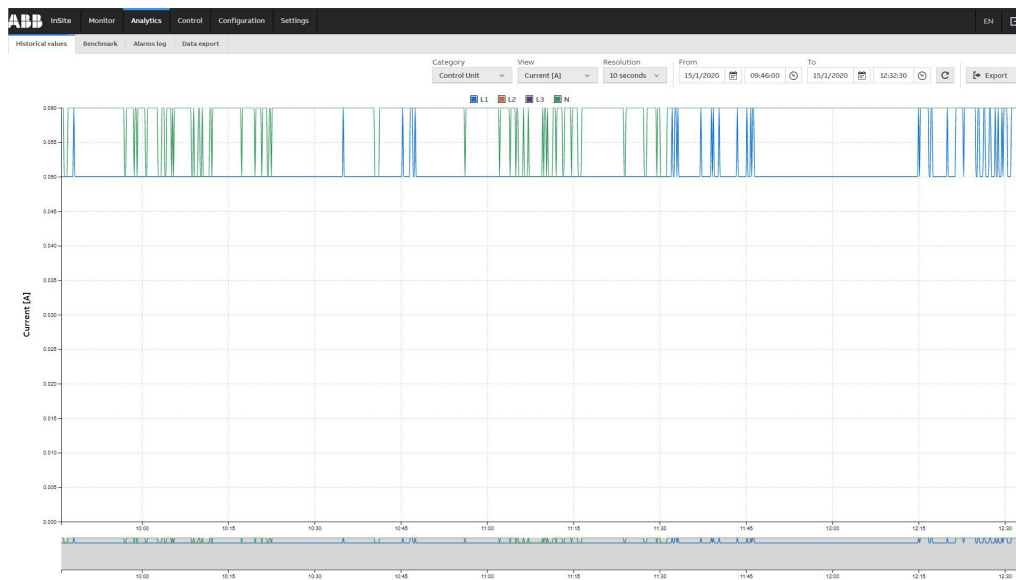 ABB InSite Monitor Analytics Control Configuration Settings EN
Historical values Benchmark Alarms log Data export
Category View Resolution From To
Control Unit Current [A] 10 seconds 15/1/2020 09:46:00 15/1/2020 12:32:30 Export
L1 L2 L3 N
0.060
0.055
0.050
0.045
0.040
0.035
0.030
0.025
0.020
0.015
0.010
0.005
0.000
Current [A]
10:00 10:15 10:30 10:45 11:00 11:15 11:30 11:45 12:00 12:15 12:30
10:00 10:15 10:30 10:45 11:00 11:15 11:30 11:45 12:00 12:15 12:30